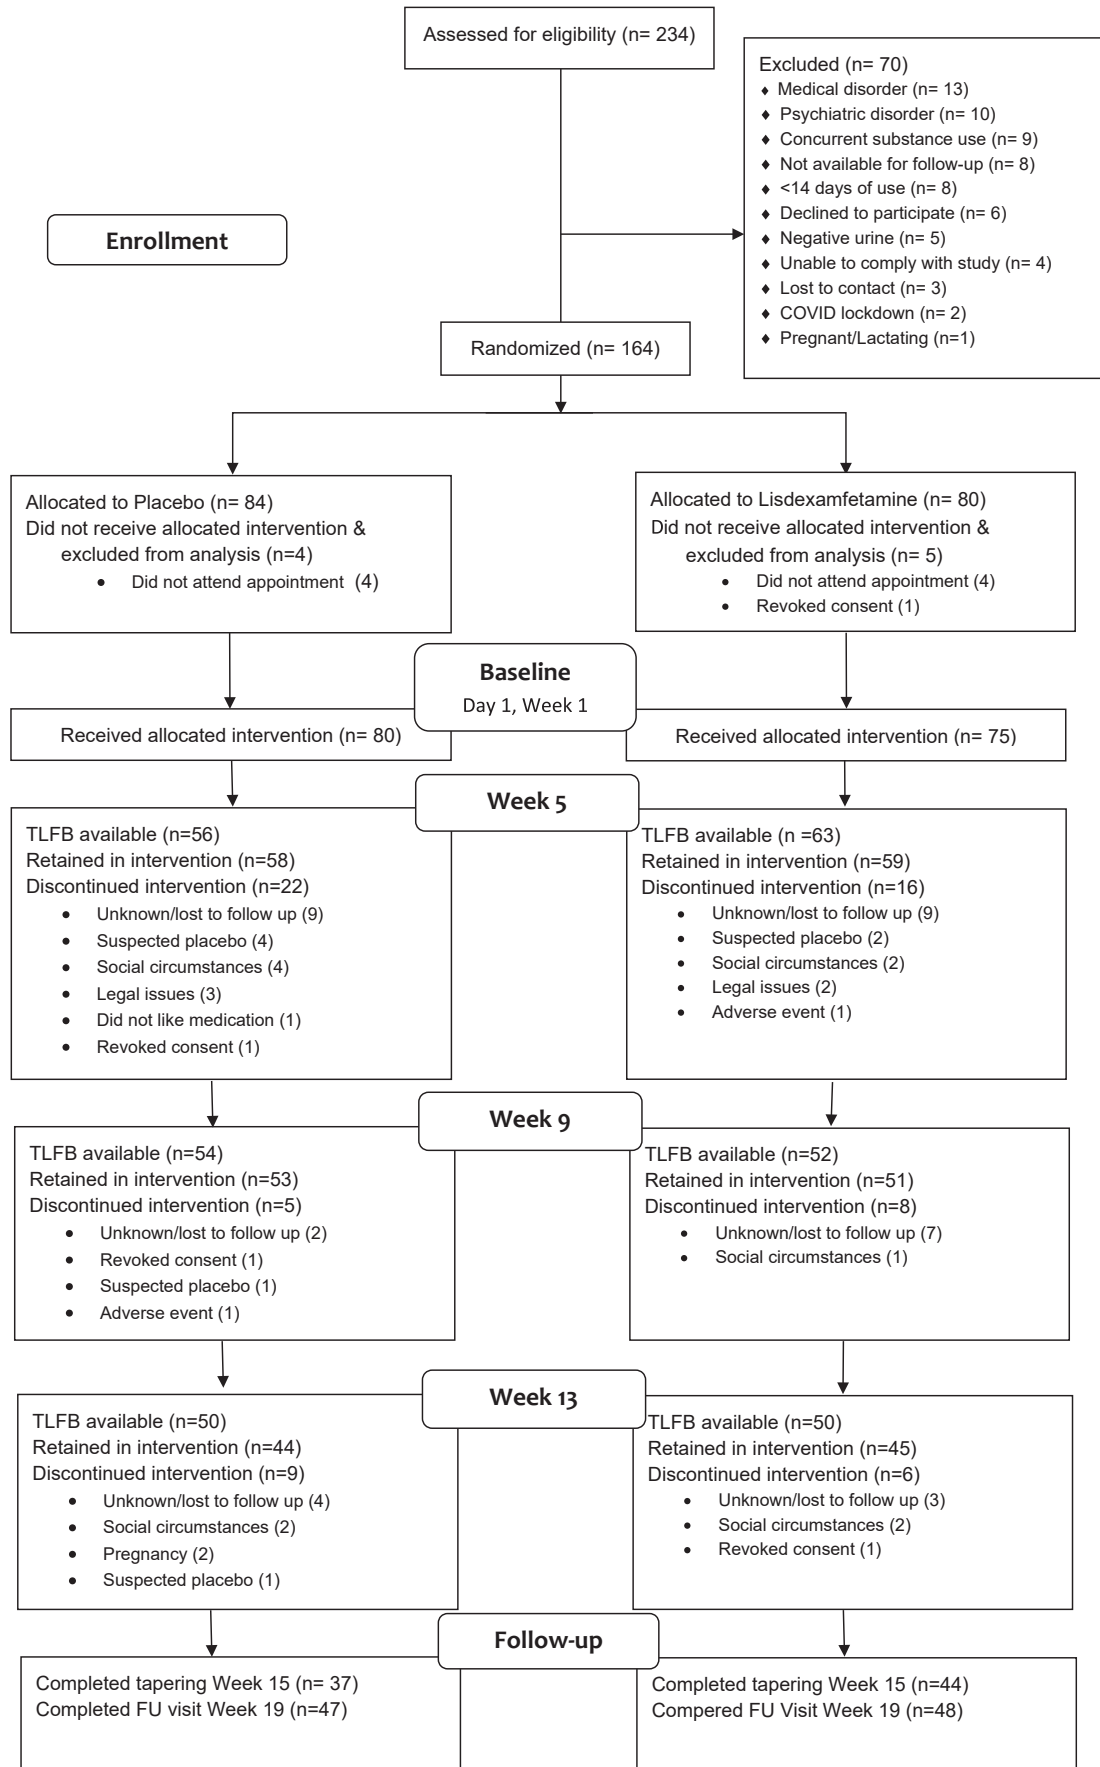 Assessed for eligibility (n= 234)
Excluded (n= 70)
♦ Medical disorder (n= 13)
♦ Psychiatric disorder (n= 10)
♦ Concurrent substance use (n= 9)
♦ Not available for follow-up (n= 8)
♦ <14 days of use (n= 8)
♦ Declined to participate (n= 6)
♦ Negative urine (n= 5)
♦ Unable to comply with study (n= 4)
♦ Lost to contact (n= 3)
♦ COVID lockdown (n= 2)
♦ Pregnant/Lactating (n=1)
Enrollment
Randomized (n= 164)
Allocated to Placebo (n= 84)
Did not receive allocated intervention &
excluded from analysis (n=4)
• Did not attend appointment (4)
Allocated to Lisdexamfetamine (n= 80)
Did not receive allocated intervention &
excluded from analysis (n= 5)
• Did not attend appointment (4)
• Revoked consent (1)
Baseline
Day 1, Week 1
Received allocated intervention (n= 80)
Received allocated intervention (n= 75)
Week 5
TLFB available (n=56)
Retained in intervention (n=58)
Discontinued intervention (n=22)
• Unknown/lost to follow up (9)
• Suspected placebo (4)
• Social circumstances (4)
• Legal issues (3)
• Did not like medication (1)
• Revoked consent (1)
TLFB available (n =63)
Retained in intervention (n=59)
Discontinued intervention (n=16)
• Unknown/lost to follow up (9)
• Suspected placebo (2)
• Social circumstances (2)
• Legal issues (2)
• Adverse event (1)
Week 9
TLFB available (n=54)
Retained in intervention (n=53)
Discontinued intervention (n=5)
• Unknown/lost to follow up (2)
• Revoked consent (1)
• Suspected placebo (1)
• Adverse event (1)
TLFB available (n=52)
Retained in intervention (n=51)
Discontinued intervention (n=8)
• Unknown/lost to follow up (7)
• Social circumstances (1)
Week 13
TLFB available (n=50)
Retained in intervention (n=44)
Discontinued intervention (n=9)
• Unknown/lost to follow up (4)
• Social circumstances (2)
• Pregnancy (2)
• Suspected placebo (1)
TLFB available (n=50)
Retained in intervention (n=45)
Discontinued intervention (n=6)
• Unknown/lost to follow up (3)
• Social circumstances (2)
• Revoked consent (1)
Follow-up
Completed tapering Week 15 (n= 37)
Completed FU visit Week 19 (n=47)
Completed tapering Week 15 (n=44)
Compered FU Visit Week 19 (n=48)